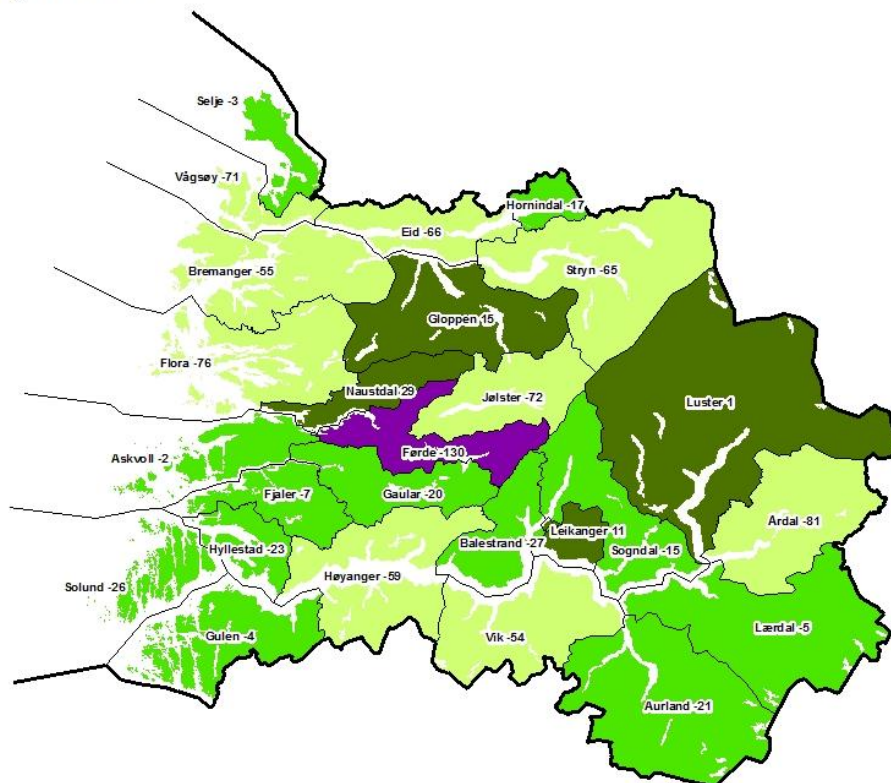 Selje -3
Vågsøy -71
Hornindal -17
Eid -66
Bremanger -55
Stryn -65
Gloppen 15
Flora -76
Naustdal 29
Jølster -72
Luster 1
Førde -130
Askvoll -2
Fjaler -7
Gaular -20
Årdal -81
Leikanger 11
Balestrand -27
Sogndal -15
Hyllestad -23
Høyanger -59
Solund -26
Lærdal -5
Gulen -4
Vik -54
Aurland -21